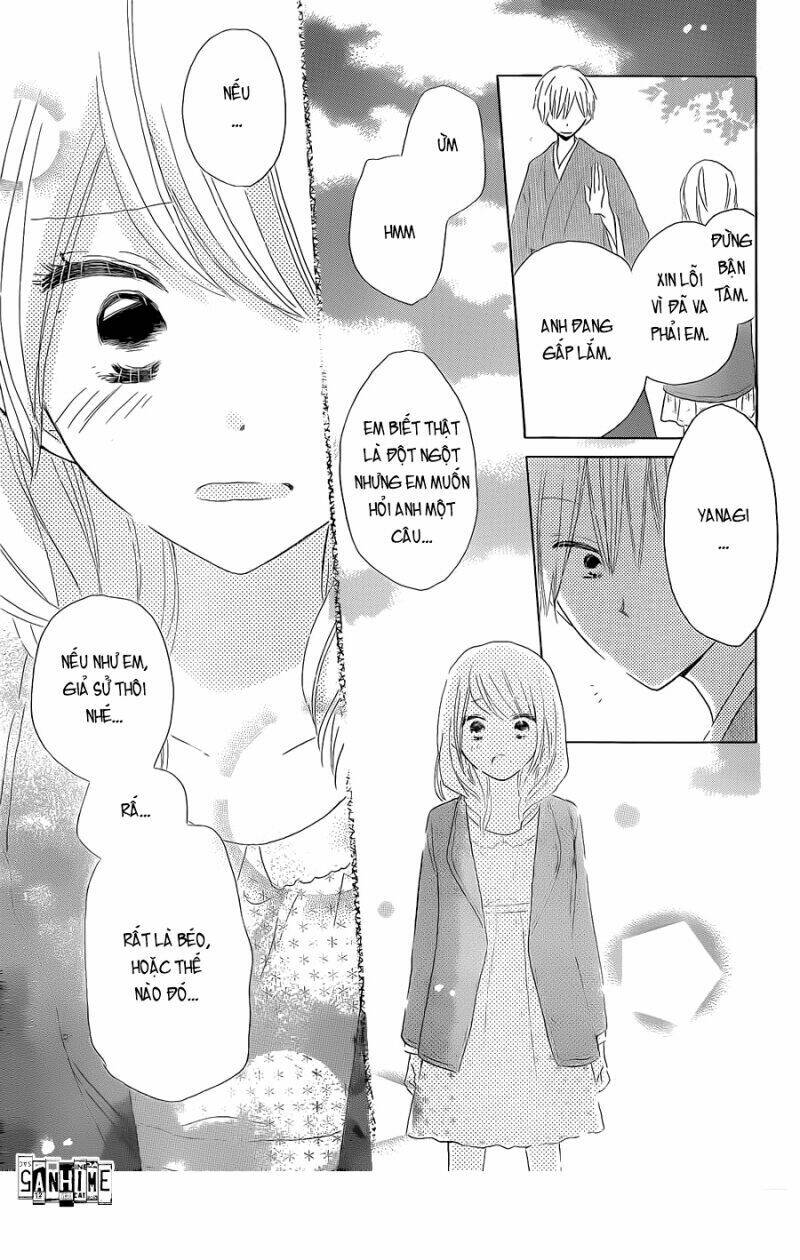 ĐỪNG
BẬN
TÂM.
XIN LỖI
VÌ ĐÃ VA
PHẢI EM.
ANH ĐANG
GẤP LẮM.
YANAGI
...
ỪM
HMM
EM BIẾT THẬT
LÀ ĐỘT NGỘT
NHƯNG EM MUỐN
HỎI ANH MỘT
CÂU...
NẾU
...
NẾU NHƯ EM,
GIẢ SỬ THÔI
NHÉ...
RẤ...
RẤT LÀ BÉO,
HOẶC THẾ
NÀO ĐÓ...
SANHIME